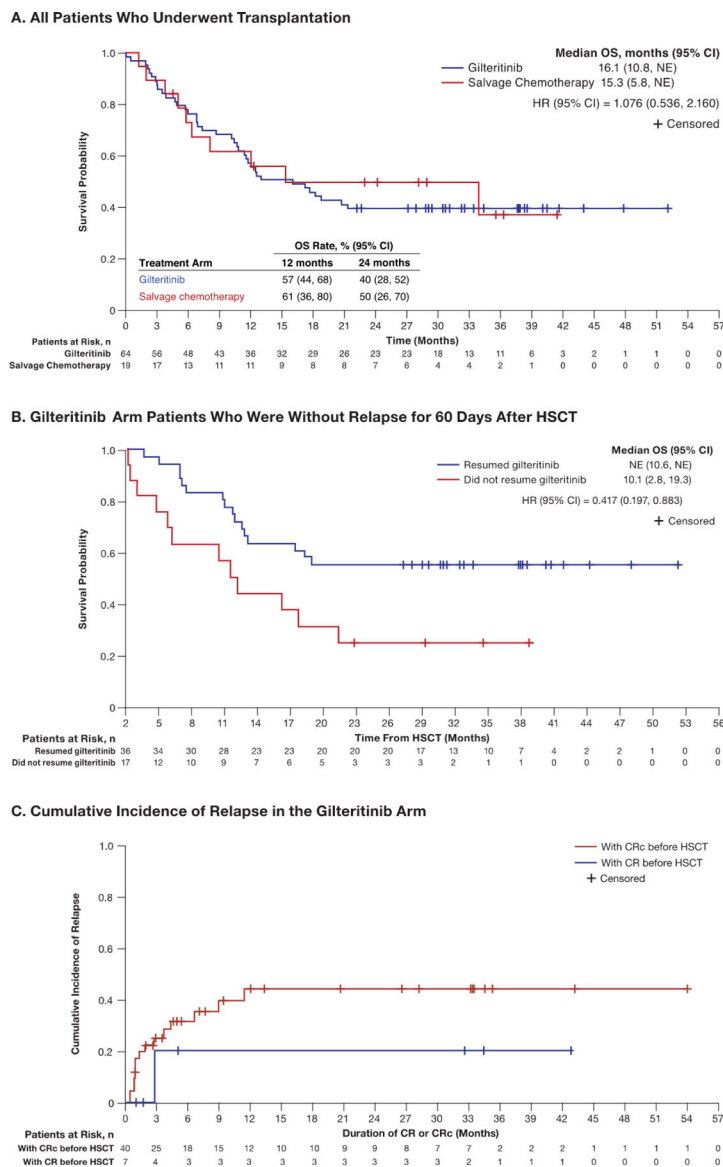 A. All Patients Who Underwent Transplantation
Median OS, months (95% CI)
Gilteritinib 16.1 (10.8, NE)
Salvage Chemotherapy 15.3 (5.8, NE)
HR (95% CI) = 1.076 (0.536, 2.160)
+ Censored
Survival Probability
1.0
0.8
0.6
0.4
0.2
0
OS Rate, % (95% CI)
Treatment Arm 12 months 24 months
Gilteritinib 57 (44, 68) 40 (28, 52)
Salvage chemotherapy 61 (36, 80) 50 (26, 70)
0 3 6 9 12 15 18 21 24 27 30 33 36 39 42 45 48 51 54 57
Patients at Risk, n Time (Months)
Gilteritinib 64 56 48 43 36 32 29 26 23 23 18 13 11 6 3 2 1 1 0 0
Salvage Chemotherapy 19 17 13 11 11 9 8 8 7 6 4 4 2 1 0 0 0 0 0 0
B. Gilteritinib Arm Patients Who Were Without Relapse for 60 Days After HSCT
Median OS (95% CI)
Resumed gilteritinib NE (10.6, NE)
Did not resume gilteritinib 10.1 (2.8, 19.3)
HR (95% CI) = 0.417 (0.197, 0.883)
+ Censored
Survival Probability
1.0
0.8
0.6
0.4
0.2
0
2 5 8 11 14 17 20 23 26 29 32 35 38 41 44 47 50 53 56
Patients at Risk, n Time From HSCT (Months)
Resumed gilteritinib 36 34 30 28 23 23 20 20 20 17 13 10 7 4 2 2 1 0 0
Did not resume gilteritinib 17 12 10 9 7 6 5 3 3 3 2 1 1 0 0 0 0 0 0
C. Cumulative Incidence of Relapse in the Gilteritinib Arm
With CRc before HSCT
With CR before HSCT
+ Censored
Cumulative Incidence of Relapse
1.0
0.8
0.6
0.4
0.2
0
0 3 6 9 12 15 18 21 24 27 30 33 36 39 42 45 48 51 54 57
Patients at Risk, n Duration of CR or CRc (Months)
With CRc before HSCT 40 25 18 15 12 10 10 9 9 8 7 7 2 2 2 1 1 1 1 0
With CR before HSCT 7 4 3 3 3 3 3 3 3 3 3 2 1 1 1 0 0 0 0 0